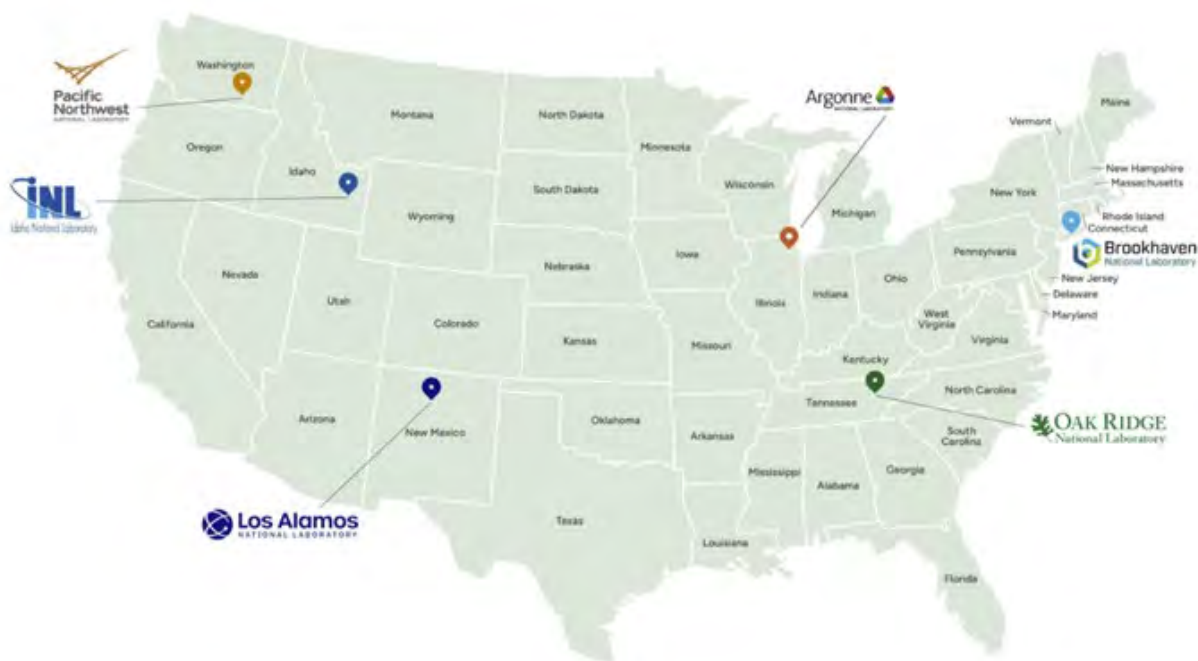 Washington
Pacific
Northwest
NATIONAL LABORATORY
Oregon
Montana
North Dakota
Minnesota
Argonne
NATIONAL LABORATORY
Maine
Vermont
Idaho
INL
Idaho National Laboratory
South Dakota
Wisconsin
Michigan
New York
New Hampshire
Massachusetts
Rhode Island
Connecticut
Brookhaven
National Laboratory
Wyoming
Nebraska
Iowa
Pennsylvania
New Jersey
Delaware
Maryland
Nevada
Utah
Colorado
California
Kansas
Missouri
Illinois
Indiana
Ohio
West
Virginia
Virginia
Kentucky
Arizona
New Mexico
Oklahoma
Arkansas
Tennessee
North Carolina
South
Carolina
OAK RIDGE
National Laboratory
Los Alamos
NATIONAL LABORATORY
Texas
Louisiana
Mississippi
Alabama
Georgia
Florida